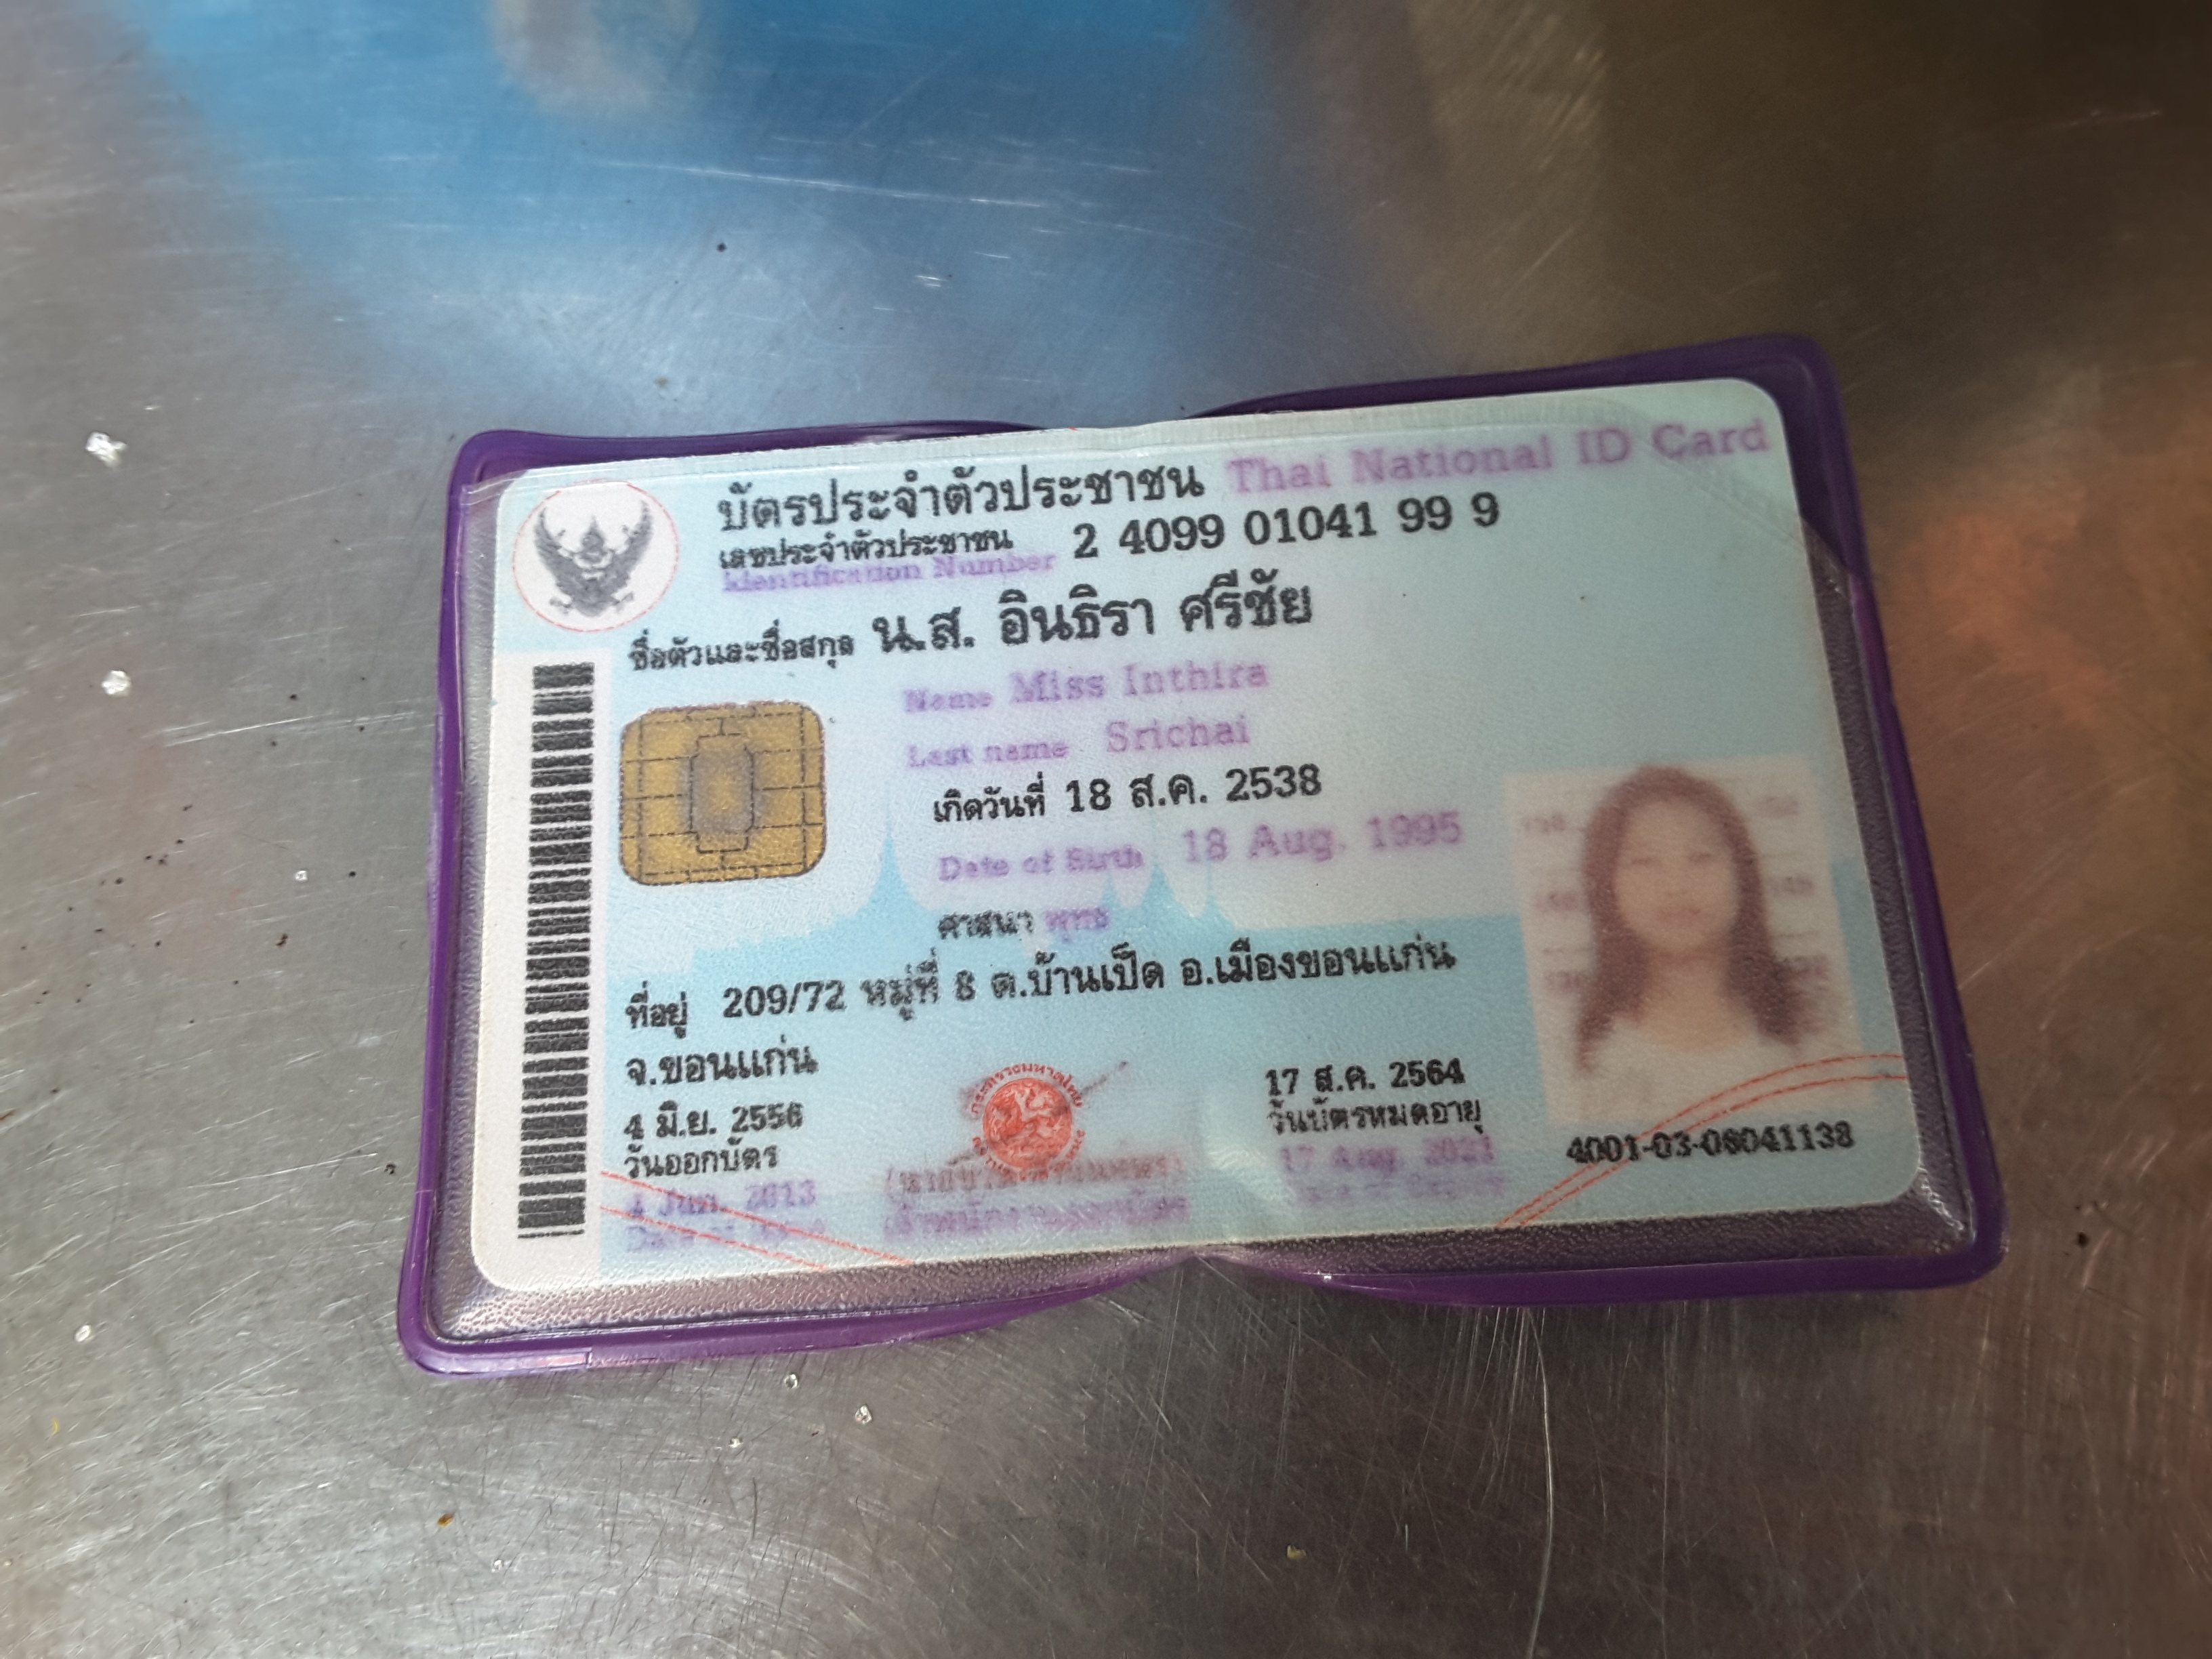 บัตรประจำตัวประชาชน Thai National ID Card
เลขประจำตัวประชาชน 2 4099 01041 99 9
Identification Number
ชื่อตัวและชื่อสกุล น.ส. อินธิรา ศรีชัย
Name Miss Inthira
Last name Srichai
เกิดวันที่ 18 ส.ค. 2538
Date of Birth 18 Aug. 1995
ศาสนา พุทธ
ที่อยู่ 209/72 หมู่ที่ 8 ต.บ้านเป็ด อ.เมืองขอนแก่น
จ.ขอนแก่น
4 มิ.ย. 2556
วันออกบัตร
4 Jun. 2013
17 ส.ค. 2564
วันบัตรหมดอายุ
17 Aug. 2021
4001-03-06041138